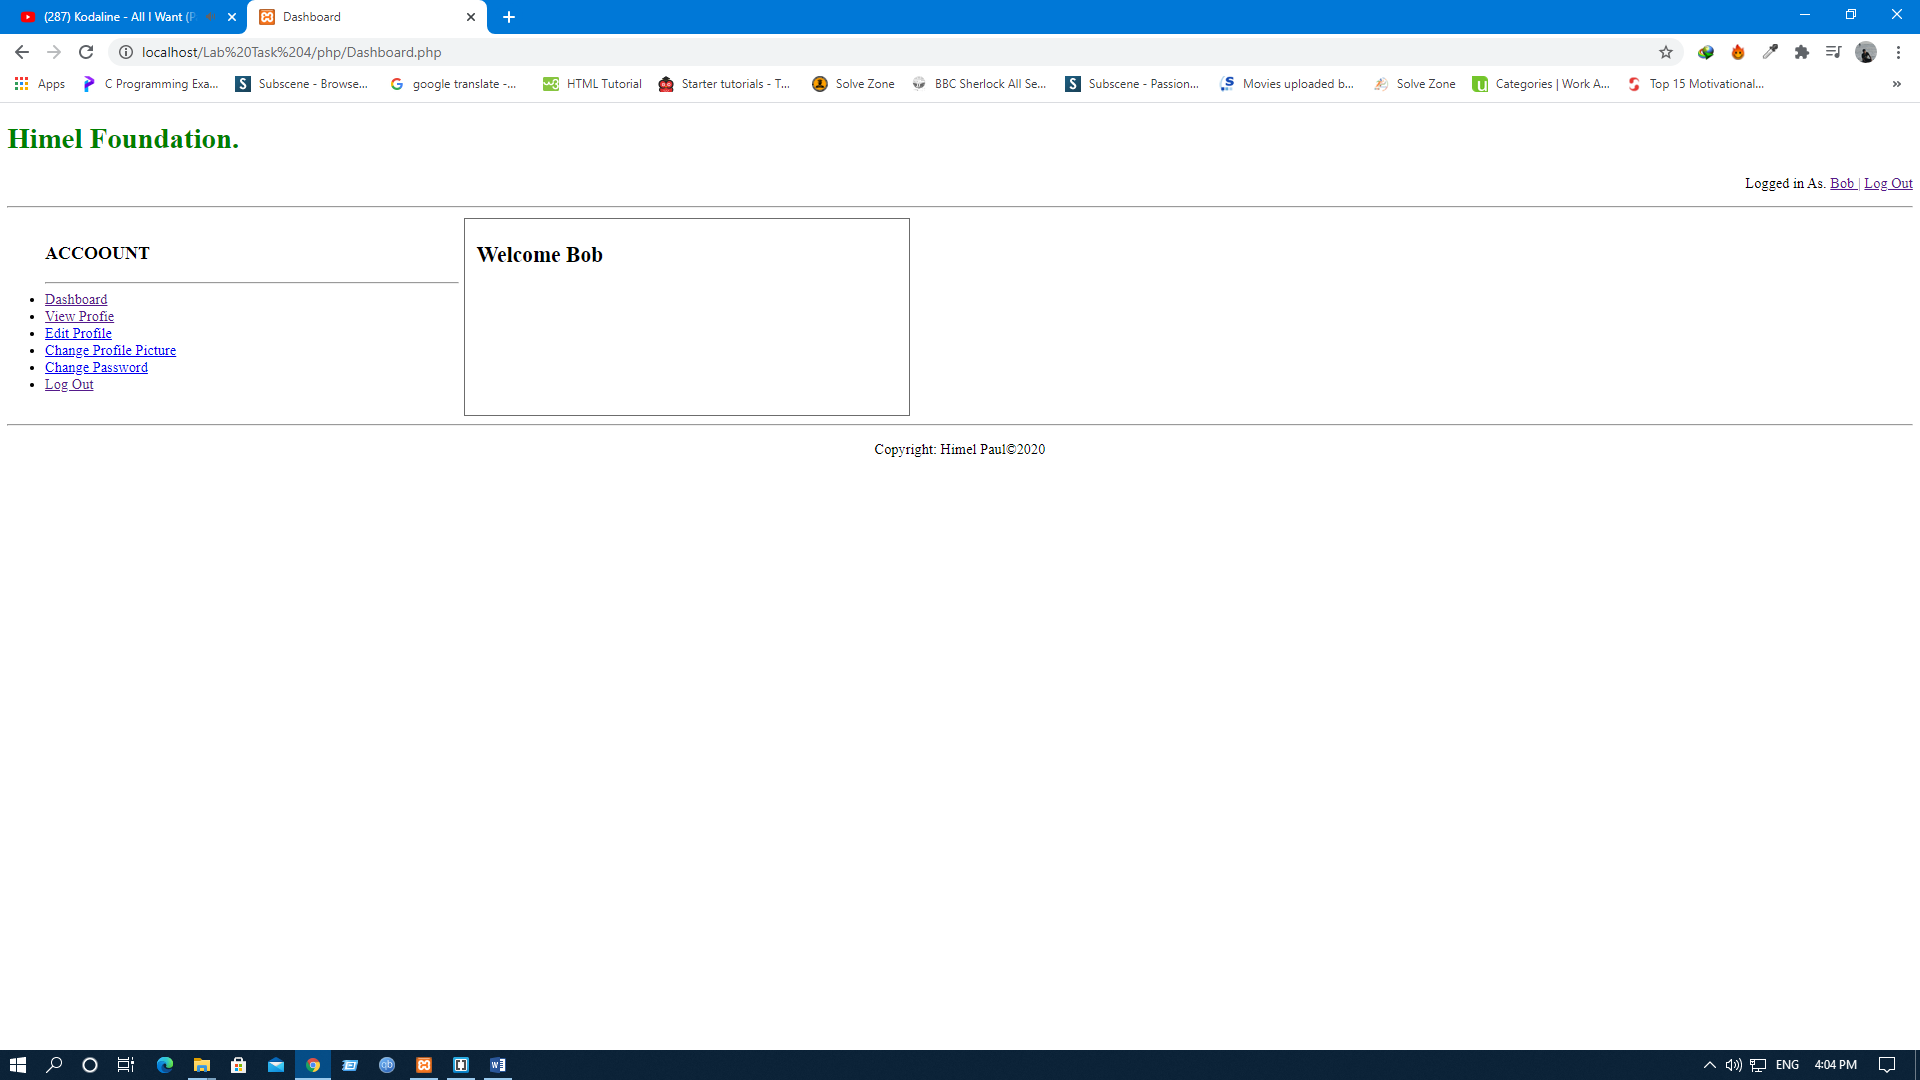 (287) Kodaline - All I Want (P
Dashboard
localhost/Lab%20Task%204/php/Dashboard.php
Apps
C Programming Exa...
Subscene - Browse...
google translate -...
HTML Tutorial
Starter tutorials - T...
Solve Zone
BBC Sherlock All Se...
Subscene - Passion...
Movies uploaded b...
Solve Zone
Categories | Work A...
Top 15 Motivational...
»
Himel Foundation.
Logged in As. Bob | Log Out
ACCOOUNT
Dashboard
View Profie
Edit Profile
Change Profile Picture
Change Password
Log Out
Welcome Bob
Copyright: Himel Paul©2020
ENG
4:04 PM